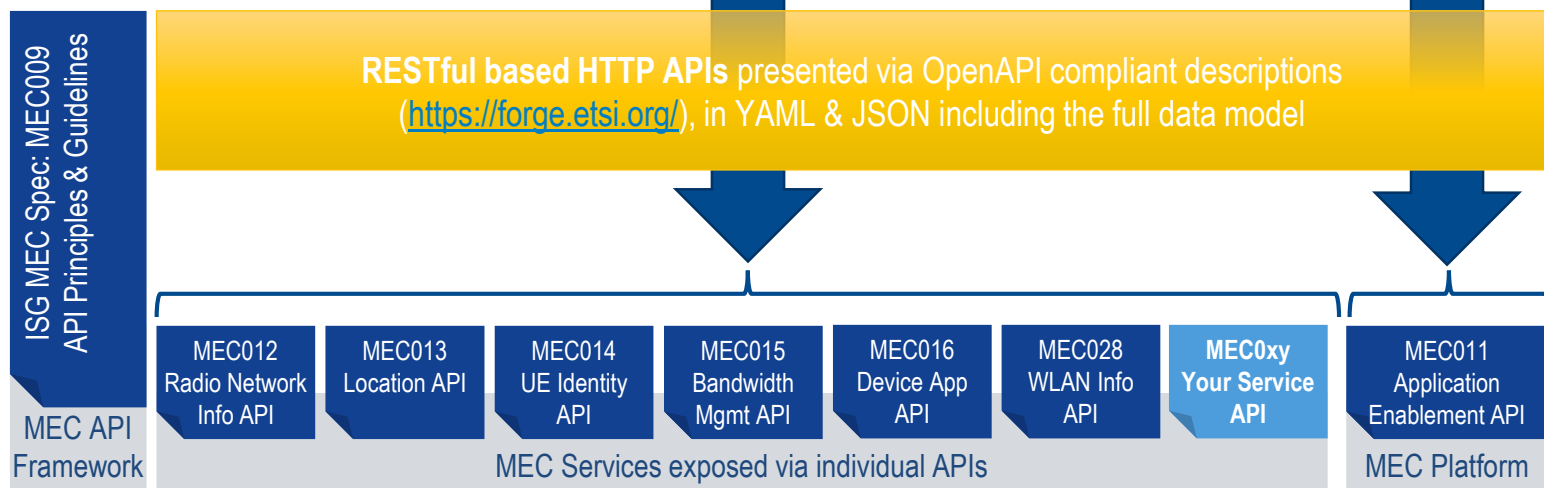 ISG MEC Spec: MEC009
API Principles & Guidelines
MEC API
Framework
RESTful based HTTP APIs presented via OpenAPI compliant descriptions
(https://forge.etsi.org/), in YAML & JSON including the full data model
MEC012
Radio Network
Info API
MEC013
Location API
MEC014
UE Identity
API
MEC015
Bandwidth
Mgmt API
MEC016
Device App
API
MEC028
WLAN Info
API
MEC0xy
Your Service
API
MEC Services exposed via individual APIs
MEC011
Application
Enablement API
MEC Platform